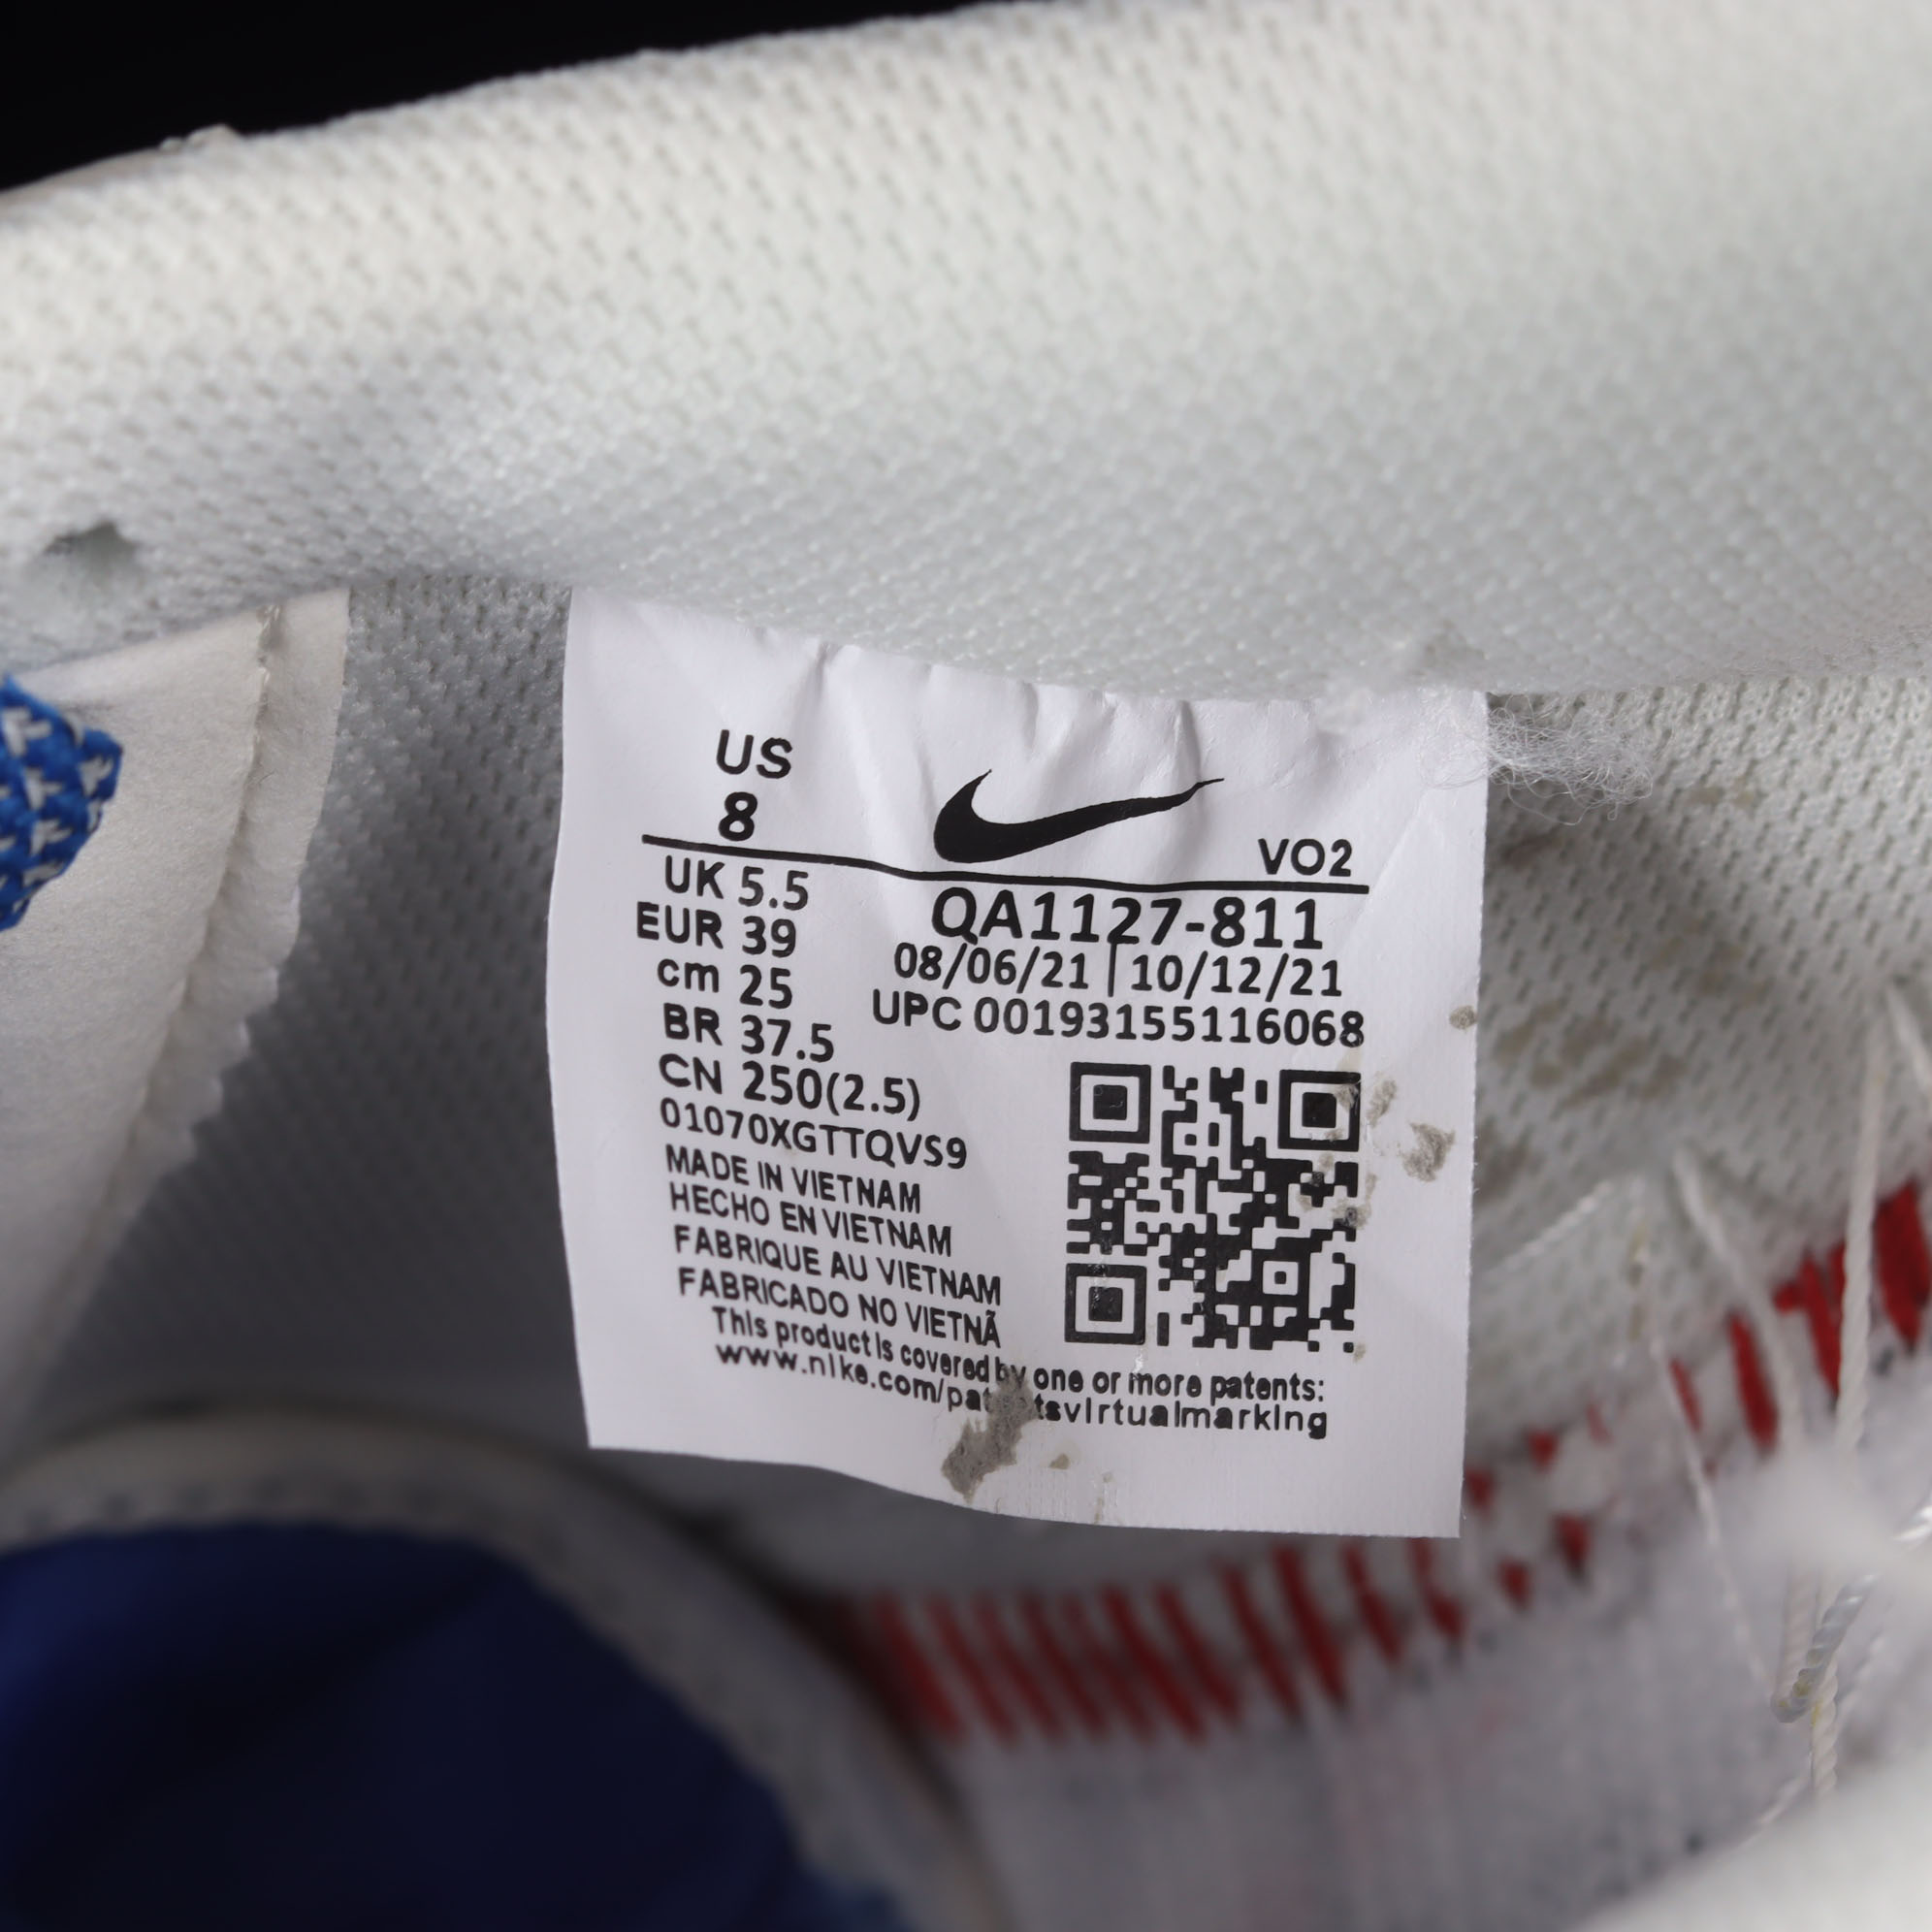 US
8
VO2
UK 5.5
EUR 39
cm 25
BR 37.5
CN 250(2.5)
01070XGTTQVS9
QA1127-811
08/06/21 | 10/12/21
UPC 00193155116068
MADE IN VIETNAM
HECHO EN VIETNAM
FABRIQUE AU VIETNAM
FABRICADO NO VIETNÃ
This product is covered by one or more patents:
www.nike.com/patentsvirtualmarking